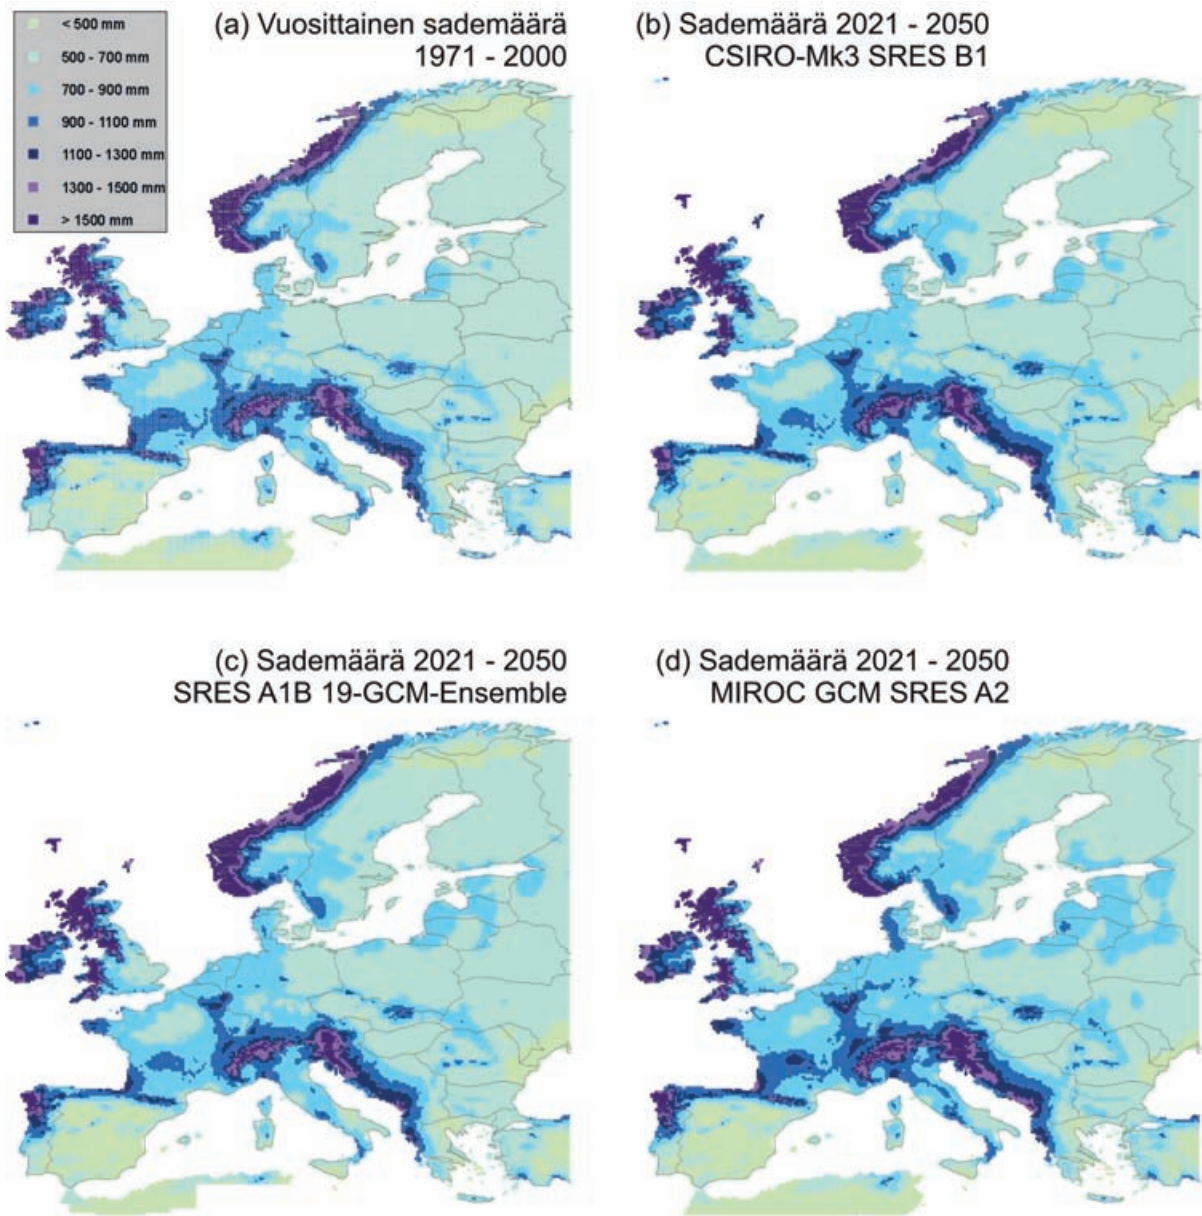 < 500 mm
500 - 700 mm
700 - 900 mm
900 - 1100 mm
1100 - 1300 mm
1300 - 1500 mm
> 1500 mm
(a) Vuosittainen sademäärä
1971 - 2000
(b) Sademäärä 2021 - 2050
CSIRO-Mk3 SRES B1
(c) Sademäärä 2021 - 2050
SRES A1B 19-GCM-Ensemble
(d) Sademäärä 2021 - 2050
MIROC GCM SRES A2